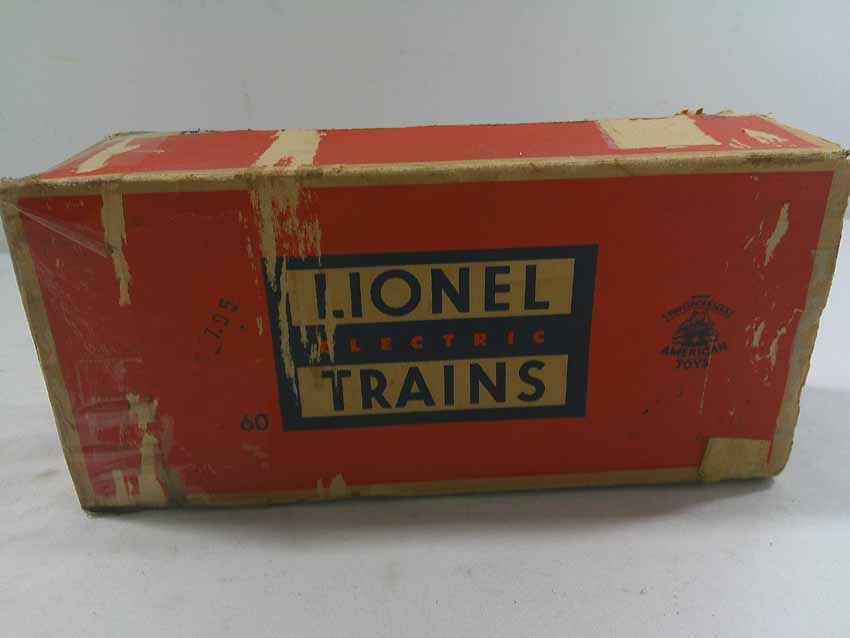 LIONEL
ELECTRIC
TRAINS
60
AMERICAN
TOYS